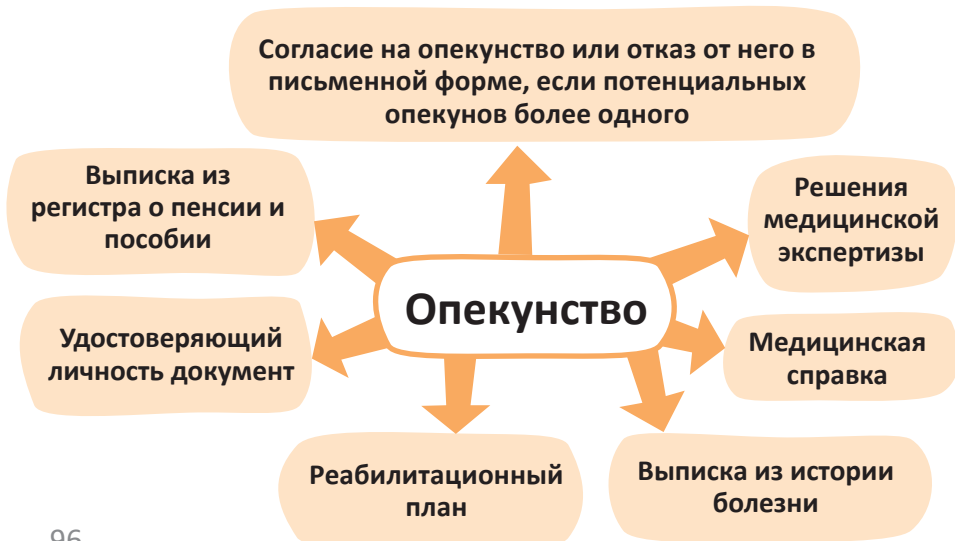 Согласие на опекунство или отказ от него в
письменной форме, если потенциальных
опекунов более одного
Выписка из
регистра о пенсии и
пособии
Решения
медицинской
экспертизы
Опекунство
Удостоверяющий
личность документ
Медицинская
справка
Реабилитационный
план
Выписка из истории
болезни
96